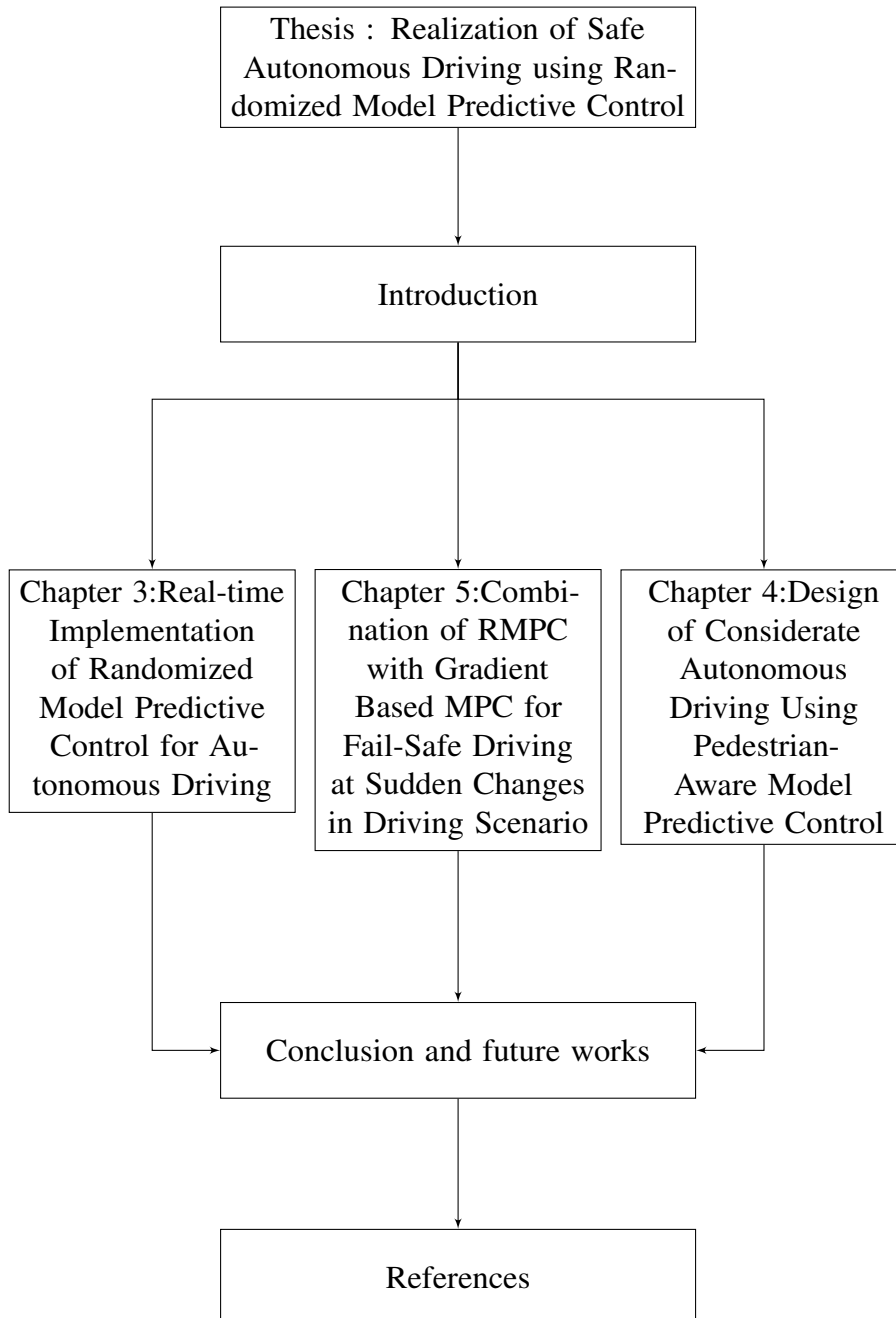 Thesis : Realization of Safe
Autonomous Driving using Ran-
domized Model Predictive Control
Introduction
Chapter 3:Real-time
Implementation
of Randomized
Model Predictive
Control for Au-
tonomous Driving
Chapter 5:Combi-
nation of RMPC
with Gradient
Based MPC for
Fail-Safe Driving
at Sudden Changes
in Driving Scenario
Chapter 4:Design
of Considerate
Autonomous
Driving Using
Pedestrian-
Aware Model
Predictive Control
Conclusion and future works
References